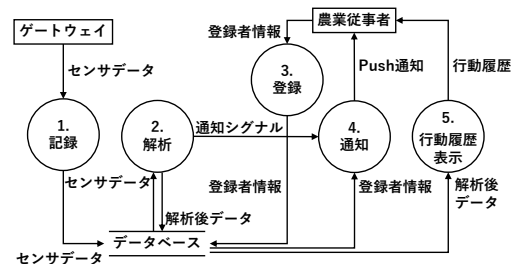 ゲートウェイ
農業従事者
登録者情報
センサデータ
Push通知
行動履歴
3.
登録
1.
記録
2.
解析
通知シグナル
4.
通知
5.
行動履歴
表示
センサデータ
登録者情報
登録者情報
解析後
データ
解析後データ
データベース
センサデータ